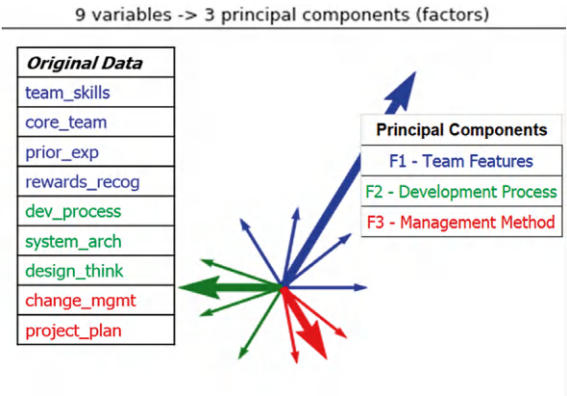 9 variables -> 3 principal components (factors)
Original Data
team_skills
core_team
prior_exp
rewards_recog
dev_process
system_arch
design_think
change_mgmt
project_plan
Principal Components
F1 - Team Features
F2 - Development Process
F3 - Management Method